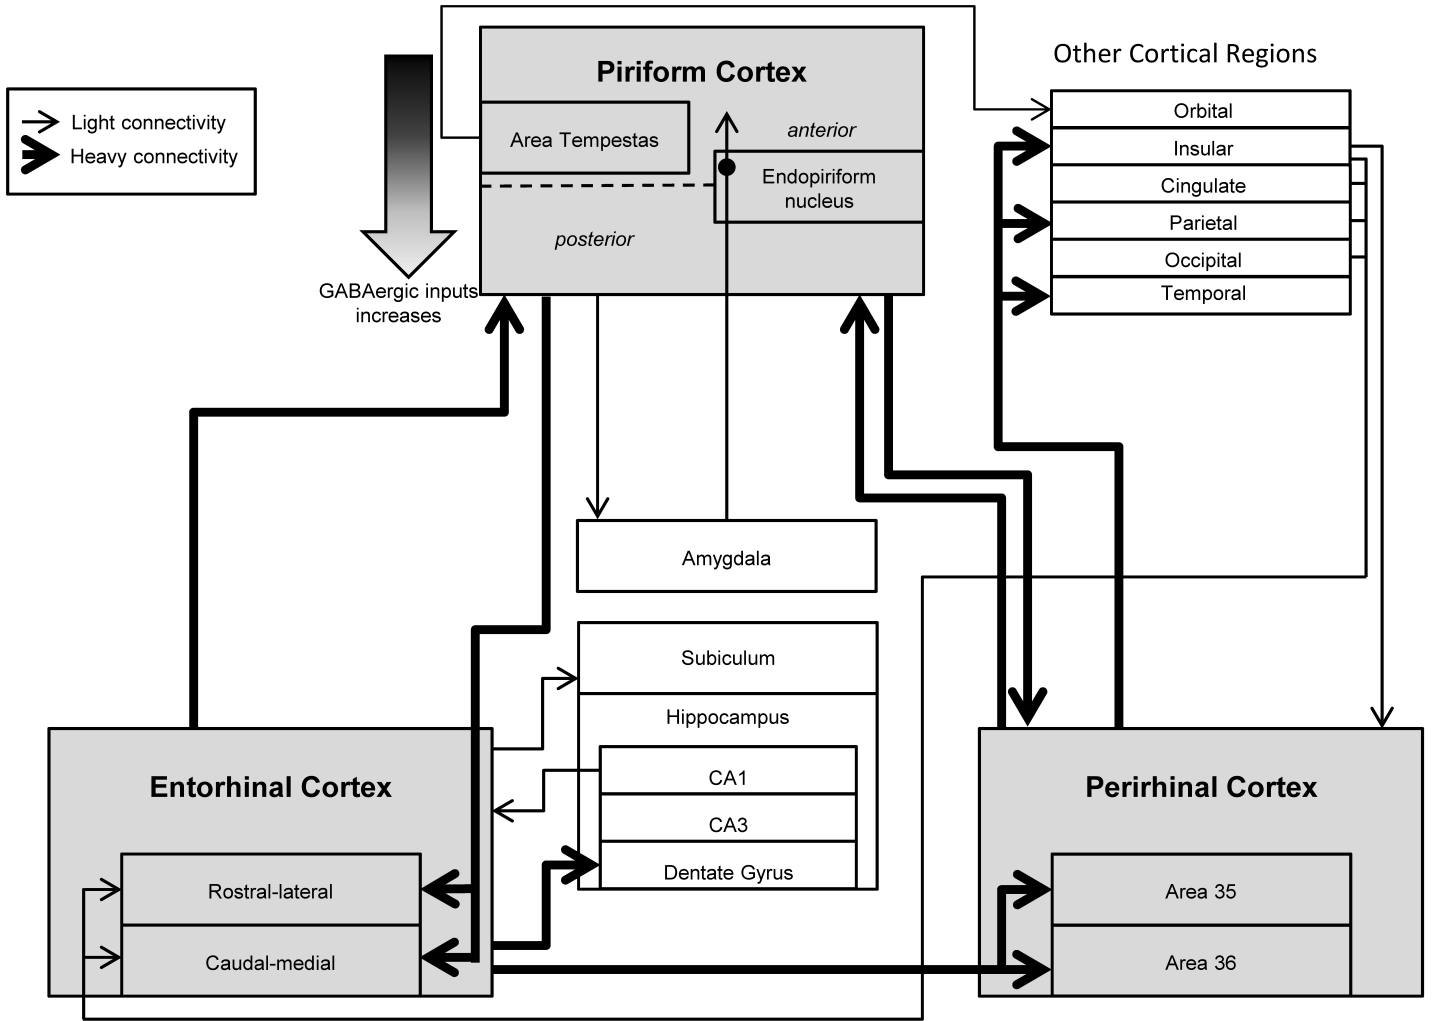 Other Cortical Regions
Piriform Cortex
Light connectivity
Heavy connectivity
Area Tempestas
anterior
Endopiriform
nucleus
posterior
GABAergic inputs
increases
Orbital
Insular
Cingulate
Parietal
Occipital
Temporal
Amygdala
Subiculum
Hippocampus
CA1
CA3
Dentate Gyrus
Entorhinal Cortex
Rostral-lateral
Caudal-medial
Perirhinal Cortex
Area 35
Area 36